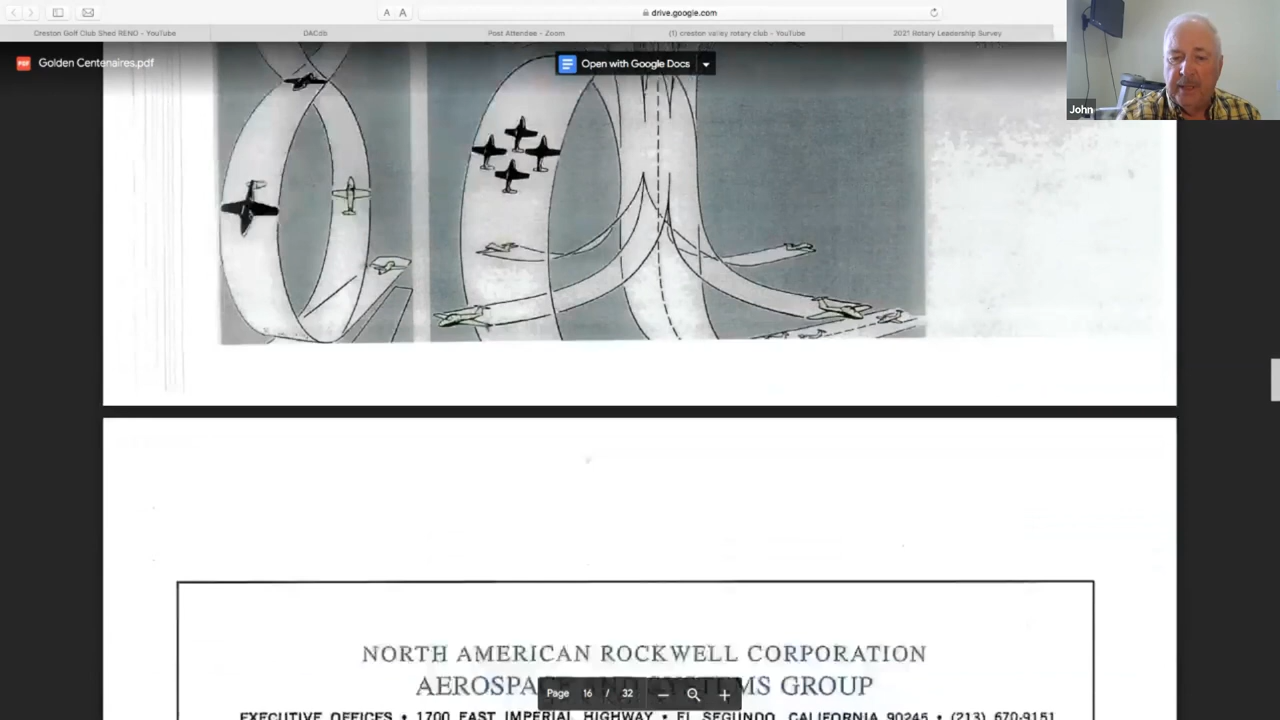 A A drive.google.com
Creston Golf Club Shed RENO - YouTube DACdb Post Attendee - Zoom (1) creston valley rotary club - YouTube 2021 Rotary Leadership Survey
PDF Golden Centenaires.pdf Open with Google Docs
John
NORTH AMERICAN ROCKWELL CORPORATION
AEROSPA MS GROUP
Page 16 / 32
EXECUTIVE OFFICES • 1700 EAST IMPERIAL HIGHWAY • EL SEGUNDO, CALIFORNIA 90245 • (213) 670-9151